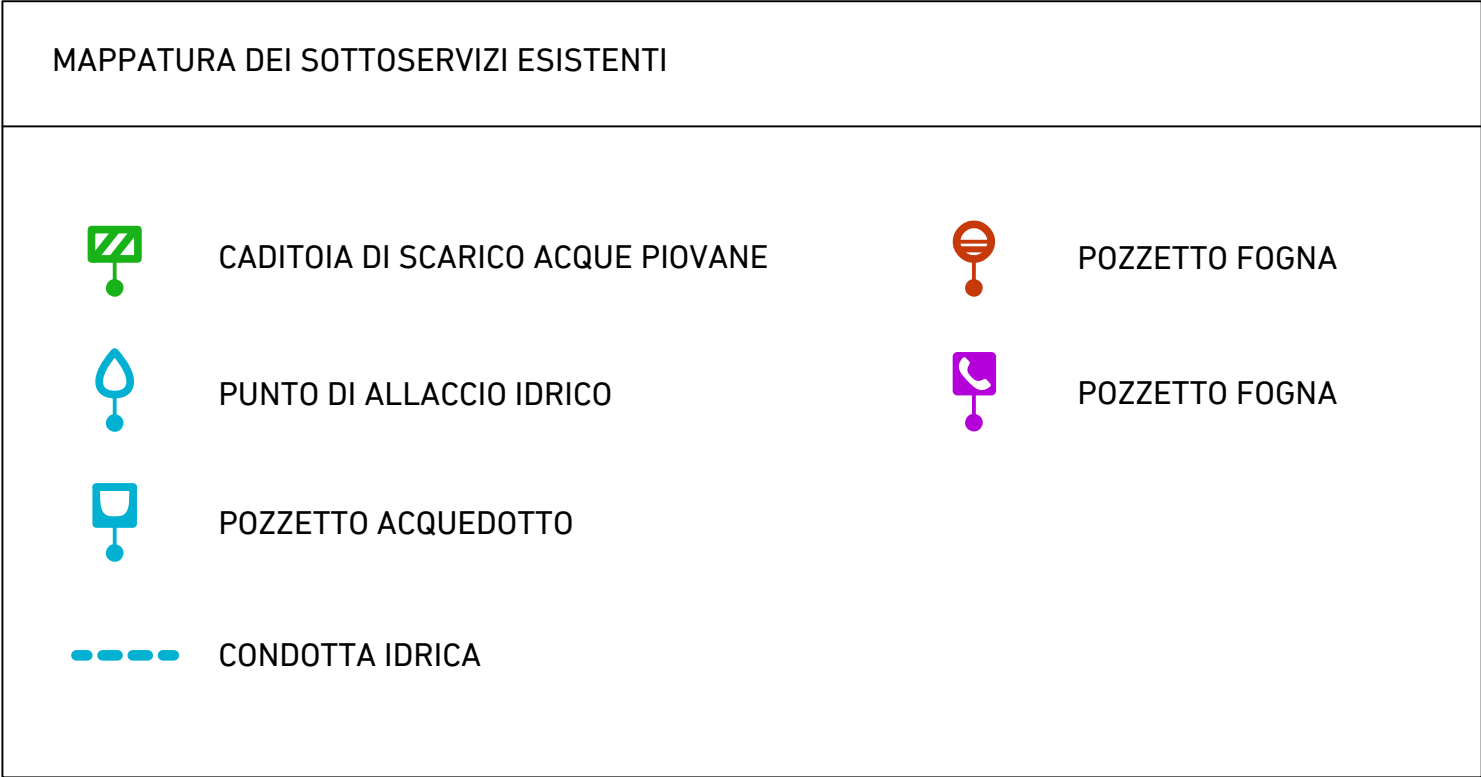 MAPPATURA DEI SOTTOSERVIZI ESISTENTI
CADITOIA DI SCARICO ACQUE PIOVANE
PUNTO DI ALLACCIO IDRICO
POZZETTO ACQUEDOTTO
CONDOTTA IDRICA
POZZETTO FOGNA
POZZETTO FOGNA